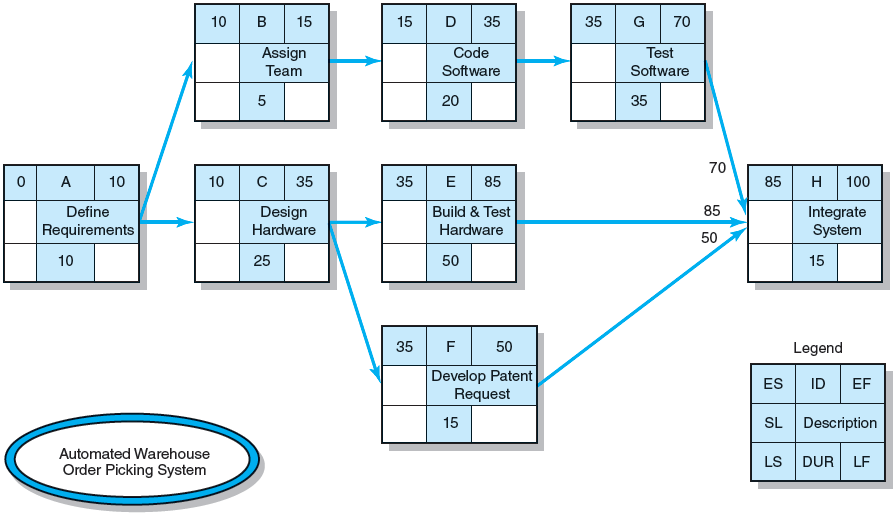 10 B 15
Assign
Team
5
15 D 35
Code
Software
20
35 G 70
Test
Software
35
0 A 10
Define
Requirements
10
10 C 35
Design
Hardware
25
35 E 85
Build & Test
Hardware
50
70
85
50
85 H 100
Integrate
System
15
35 F 50
Develop Patent
Request
15
Automated Warehouse
Order Picking System
Legend
ES ID EF
SL Description
LS DUR LF